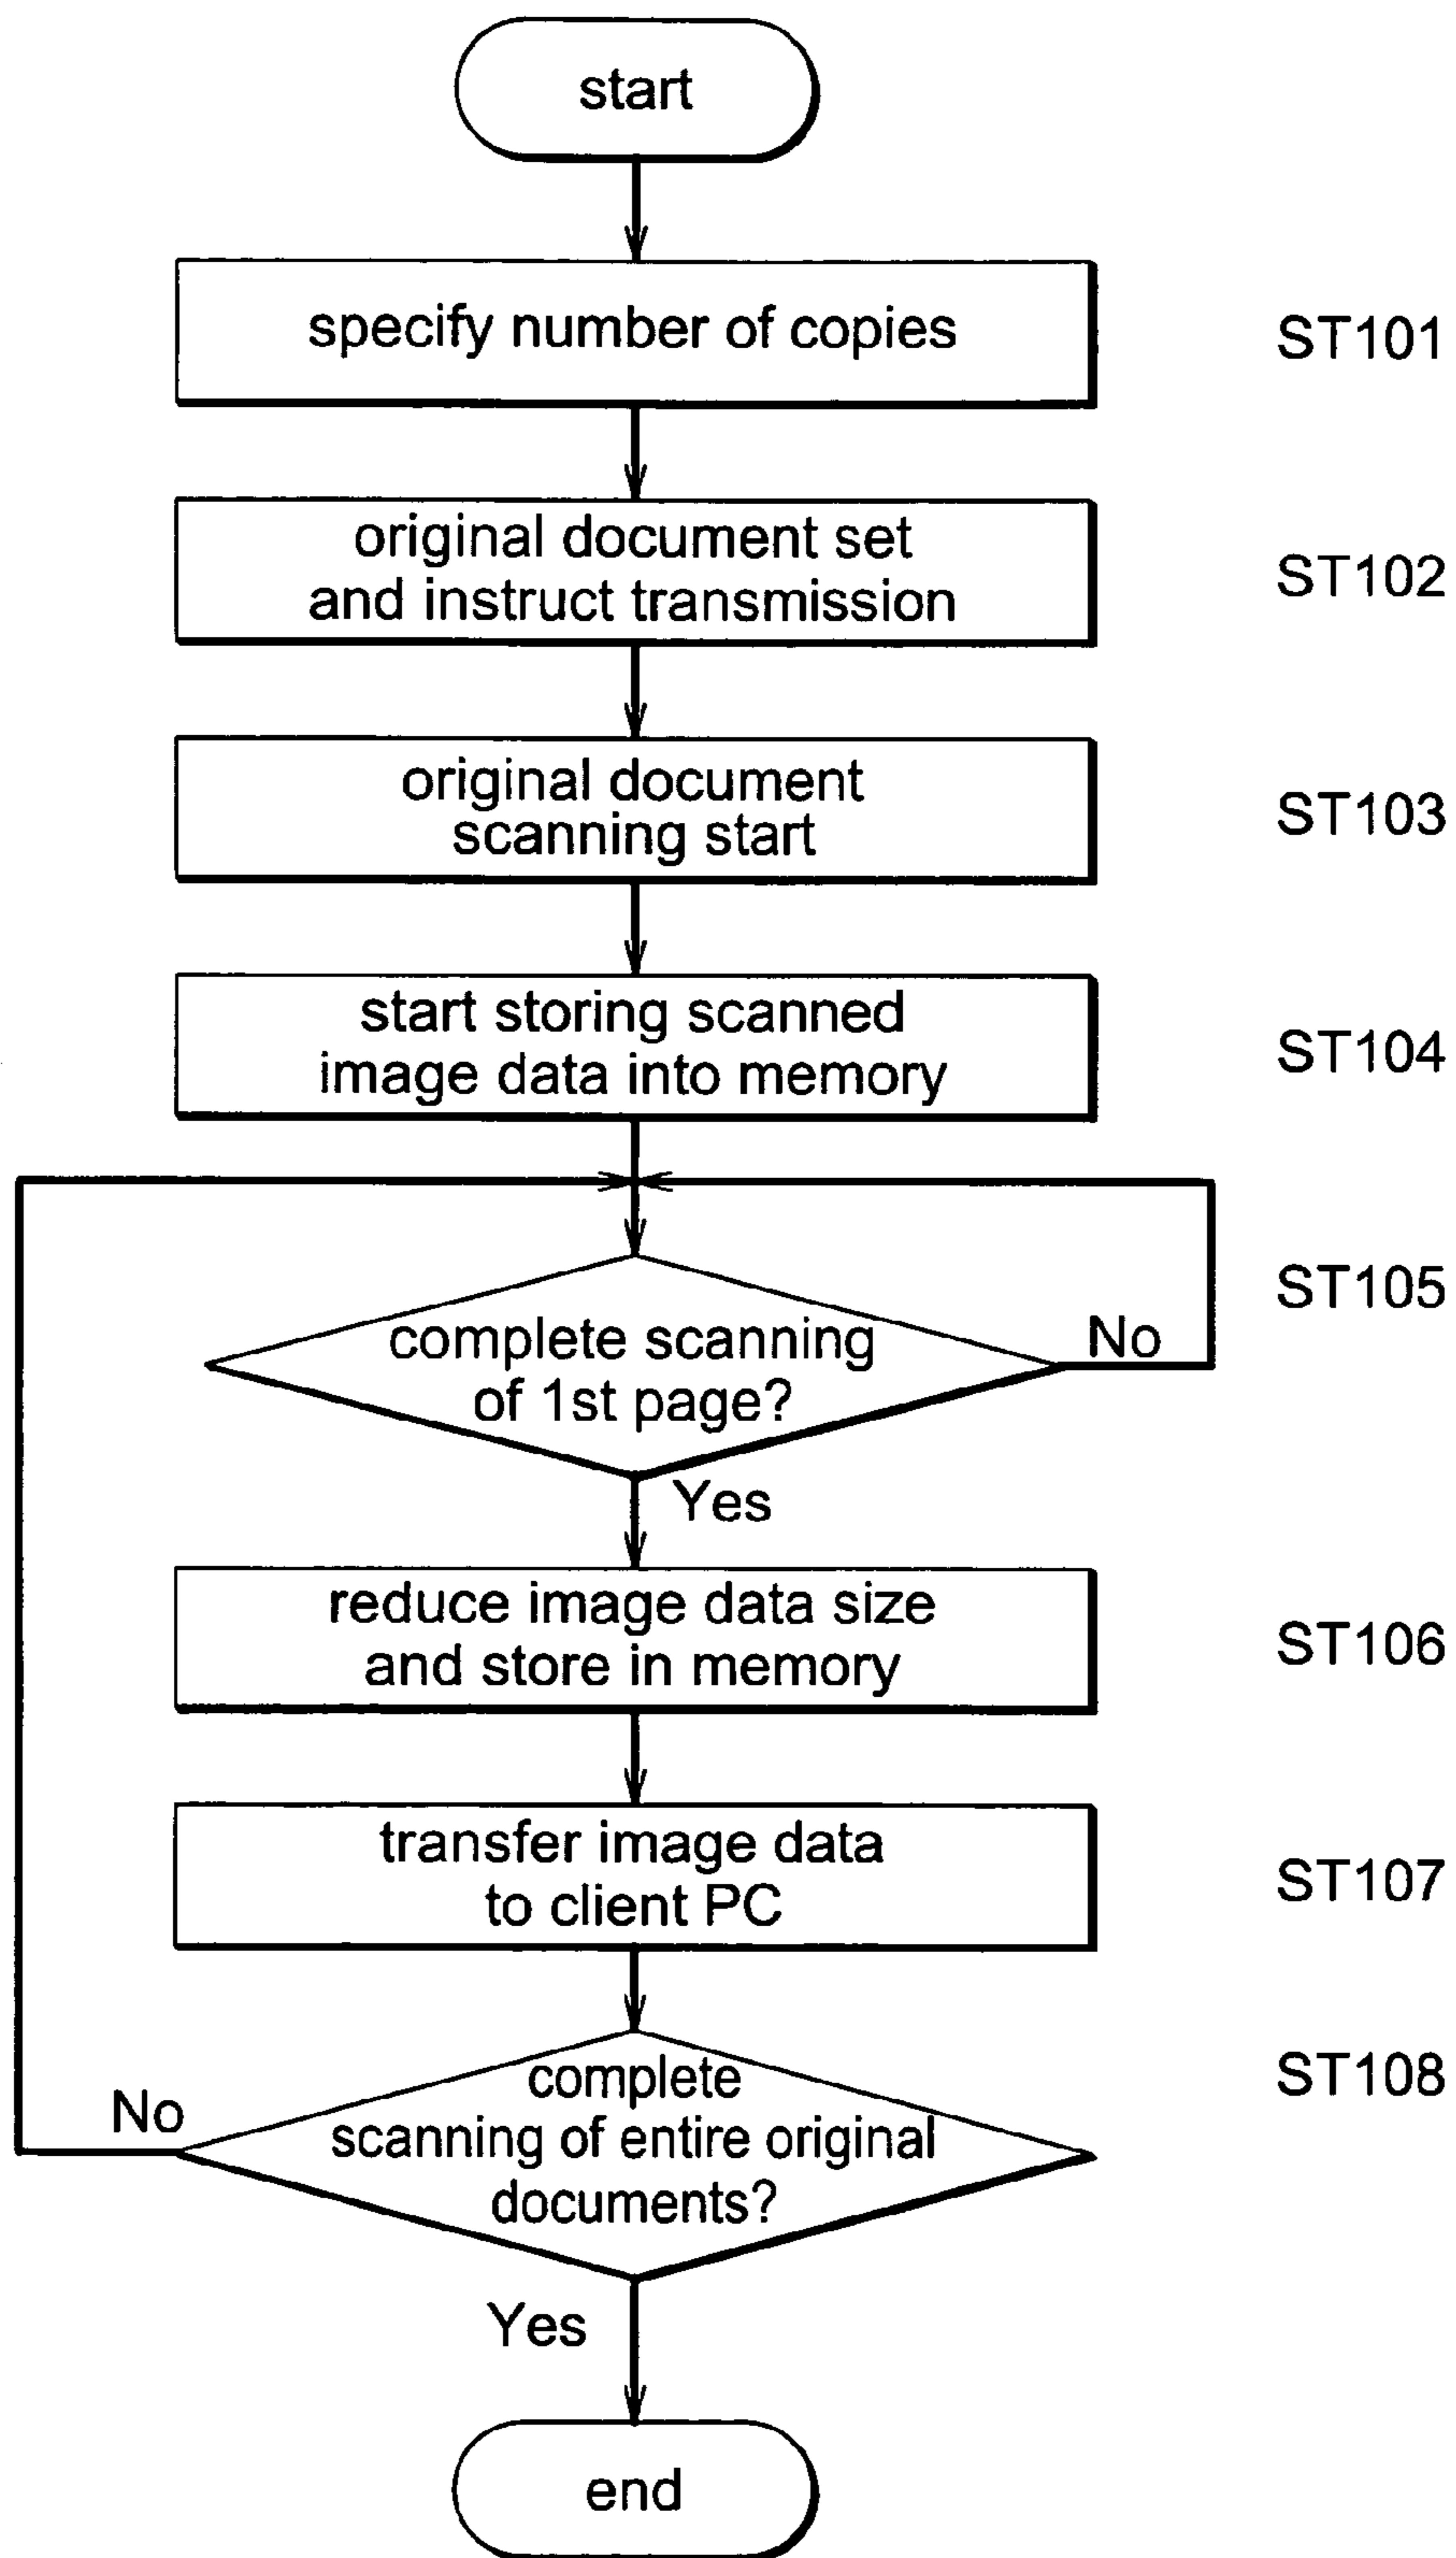 start
specify number of copies
ST101
original document set
and instruct transmission
ST102
original document
scanning start
ST103
start storing scanned
image data into memory
ST104
ST105
complete scanning
of 1st page?
No
Yes
reduce image data size
and store in memory
ST106
transfer image data
to client PC
ST107
ST108
complete
scanning of entire original
documents?
No
Yes
end